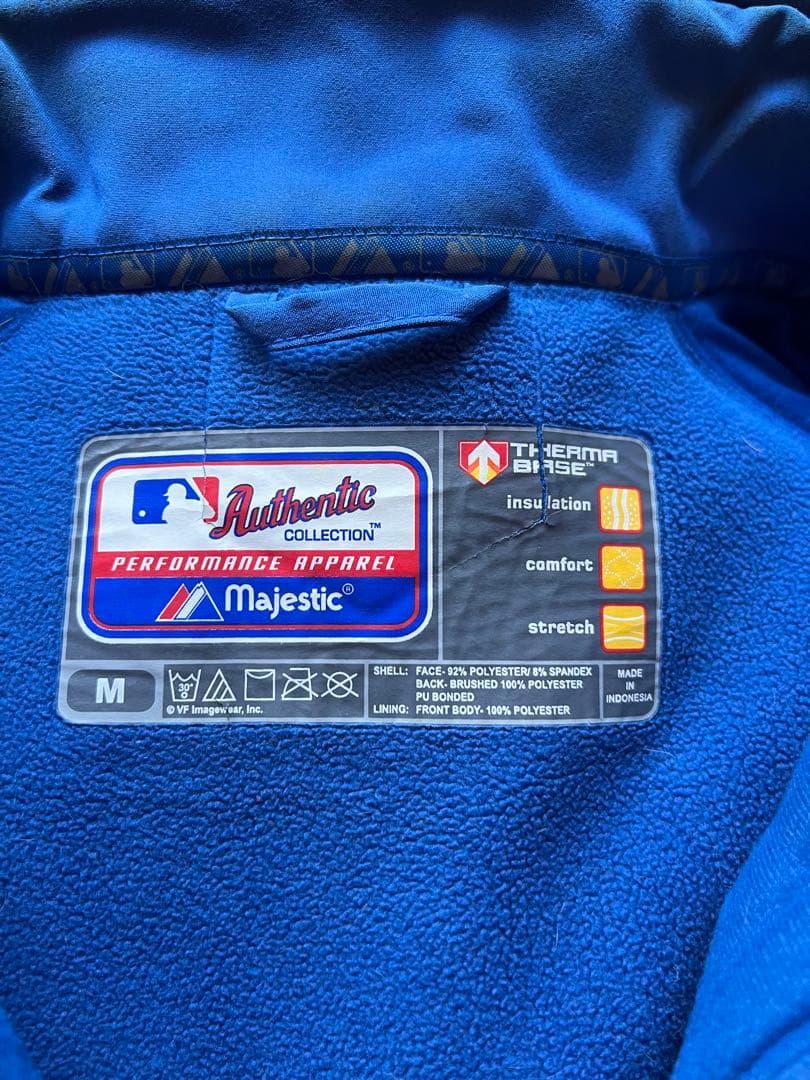 Authentic
COLLECTION™
PERFORMANCE APPAREL
Majestic®
THERMA
BASE™
insulation
comfort
stretch
M
30°
© VF Imagewear, Inc.
SHELL: FACE- 92% POLYESTER/ 8% SPANDEX
BACK- BRUSHED 100% POLYESTER
PU BONDED
LINING: FRONT BODY- 100% POLYESTER
MADE
IN
INDONESIA